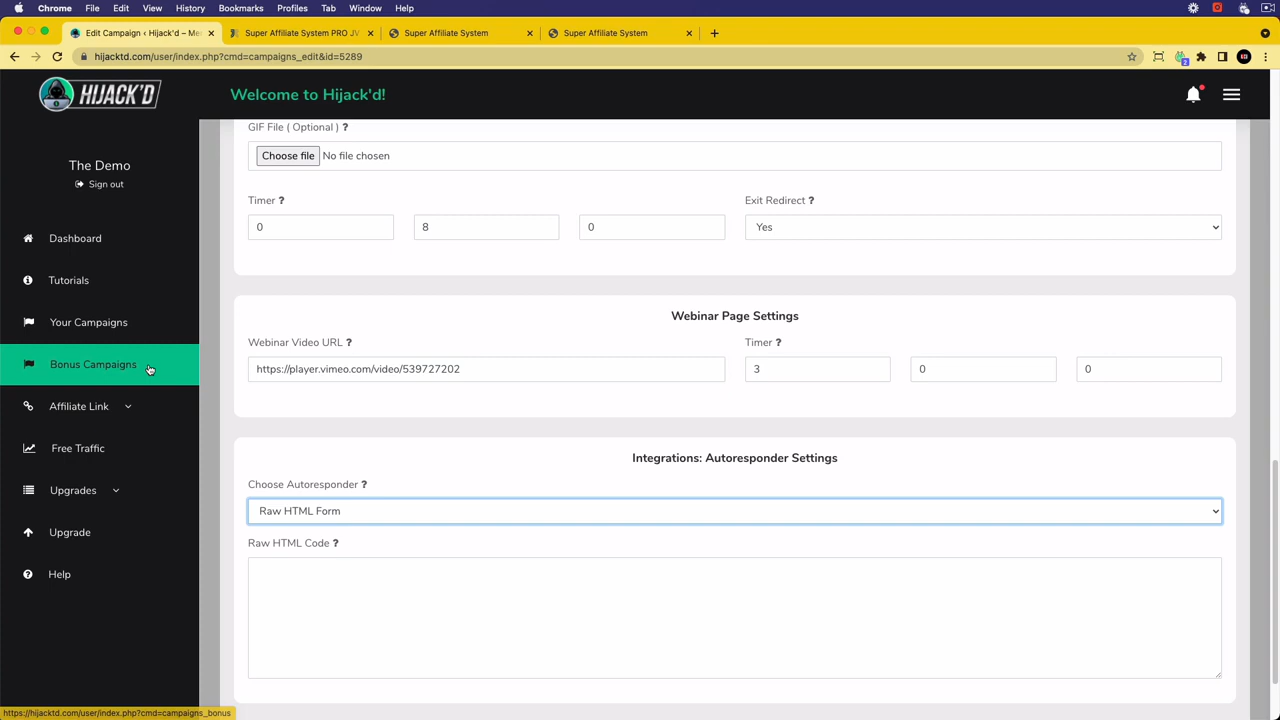 Chrome File Edit View History Bookmarks Profiles Tab Window Help
Edit Campaign ‹ Hijack'd – Me
Super Affiliate System PRO JV
Super Affiliate System
Super Affiliate System
hijacktd.com/user/index.php?cmd=campaigns_edit&id=5289
2
HIJACK'D
Welcome to Hijack'd!
The Demo
Sign out
Dashboard
Tutorials
Your Campaigns
Bonus Campaigns
Affiliate Link
Free Traffic
Upgrades
Upgrade
Help
GIF File ( Optional ) ?
Choose file No file chosen
Timer ?
Exit Redirect ?
0 8 0 Yes
Webinar Page Settings
Webinar Video URL ?
Timer ?
https://player.vimeo.com/video/539727202
3 0 0
Integrations: Autoresponder Settings
Choose Autoresponder ?
Raw HTML Form
Raw HTML Code ?
https://hijacktd.com/user/index.php?cmd=campaigns_bonus